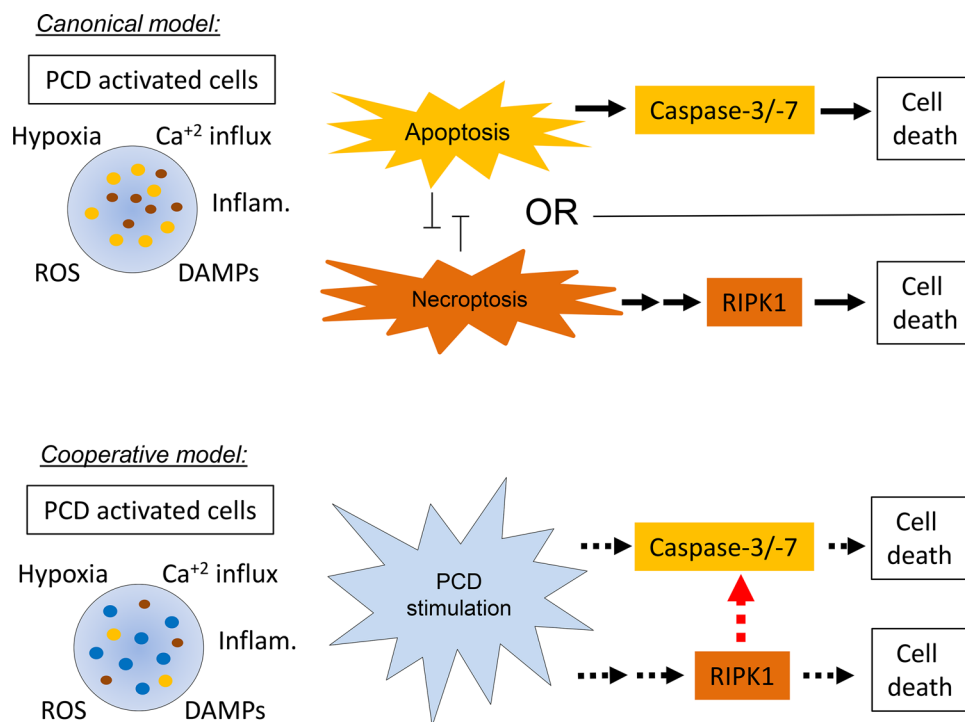 Canonical model:
PCD activated cells
Hypoxia Ca+2 influx
Inflam.
ROS DAMPs
Apoptosis
Caspase-3/-7
Cell
death
OR
Necroptosis
RIPK1
Cell
death
Cooperative model:
PCD activated cells
Hypoxia Ca+2 influx
Inflam.
ROS DAMPs
PCD
stimulation
Caspase-3/-7
Cell
death
RIPK1
Cell
death